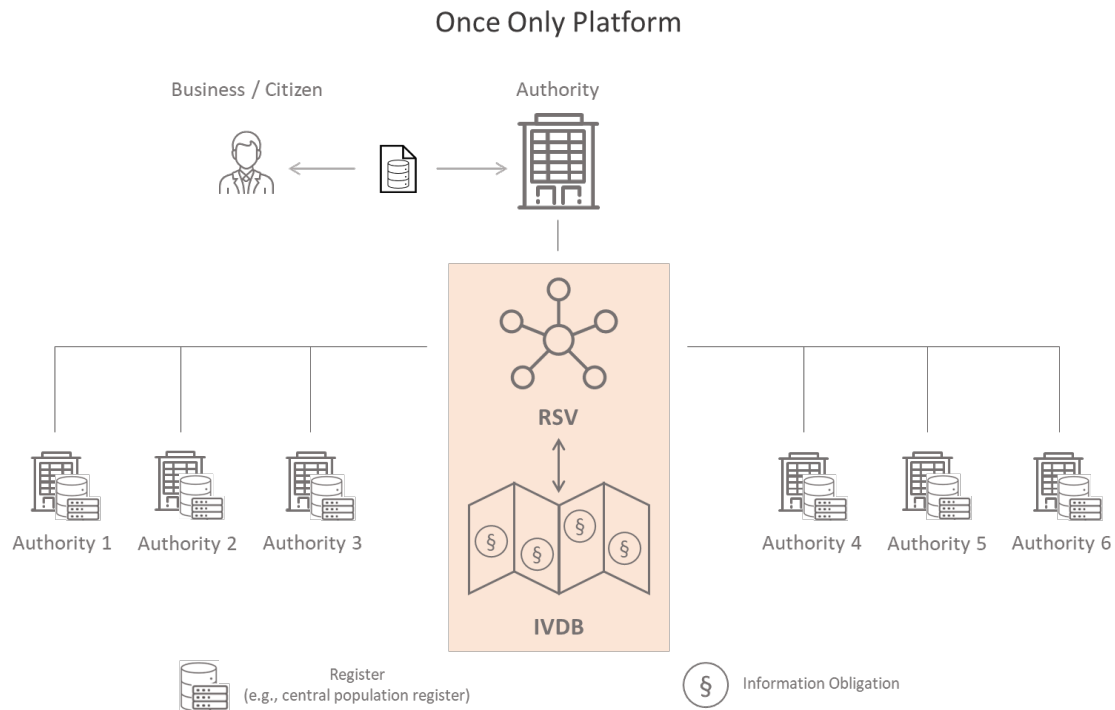 Once Only Platform
Business / Citizen
Authority
RSV
Authority 1
Authority 2
Authority 3
§
§
§
§
Authority 4
Authority 5
Authority 6
IVDB
Register
(e.g., central population register)
§
Information Obligation